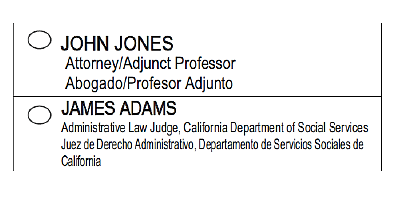 JOHN JONES
Attorney/Adjunct Professor
Abogado/Profesor Adjunto
JAMES ADAMS
Administrative Law Judge, California Department of Social Services
Juez de Derecho Administrativo, Departamento de Servicios Sociales de
California